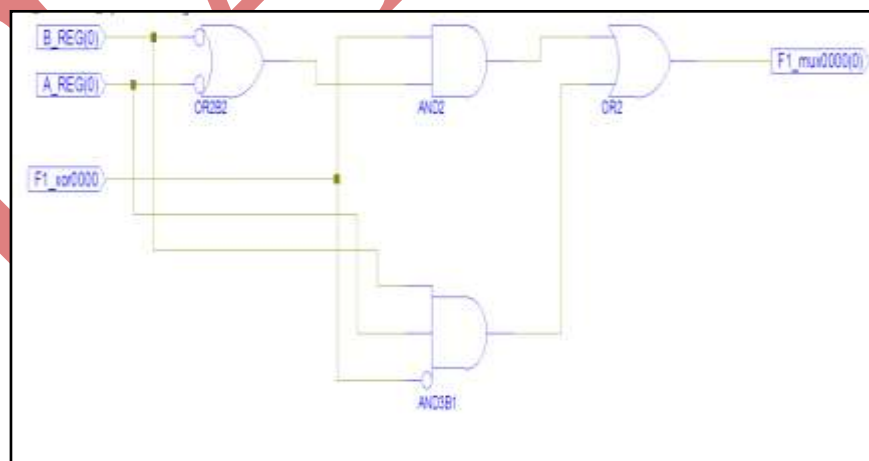 B_REG(0)
A_REG(0)
OR2B2
AND2
OR2
F1_mux0000(0)
F1_xor0000
AND3B1